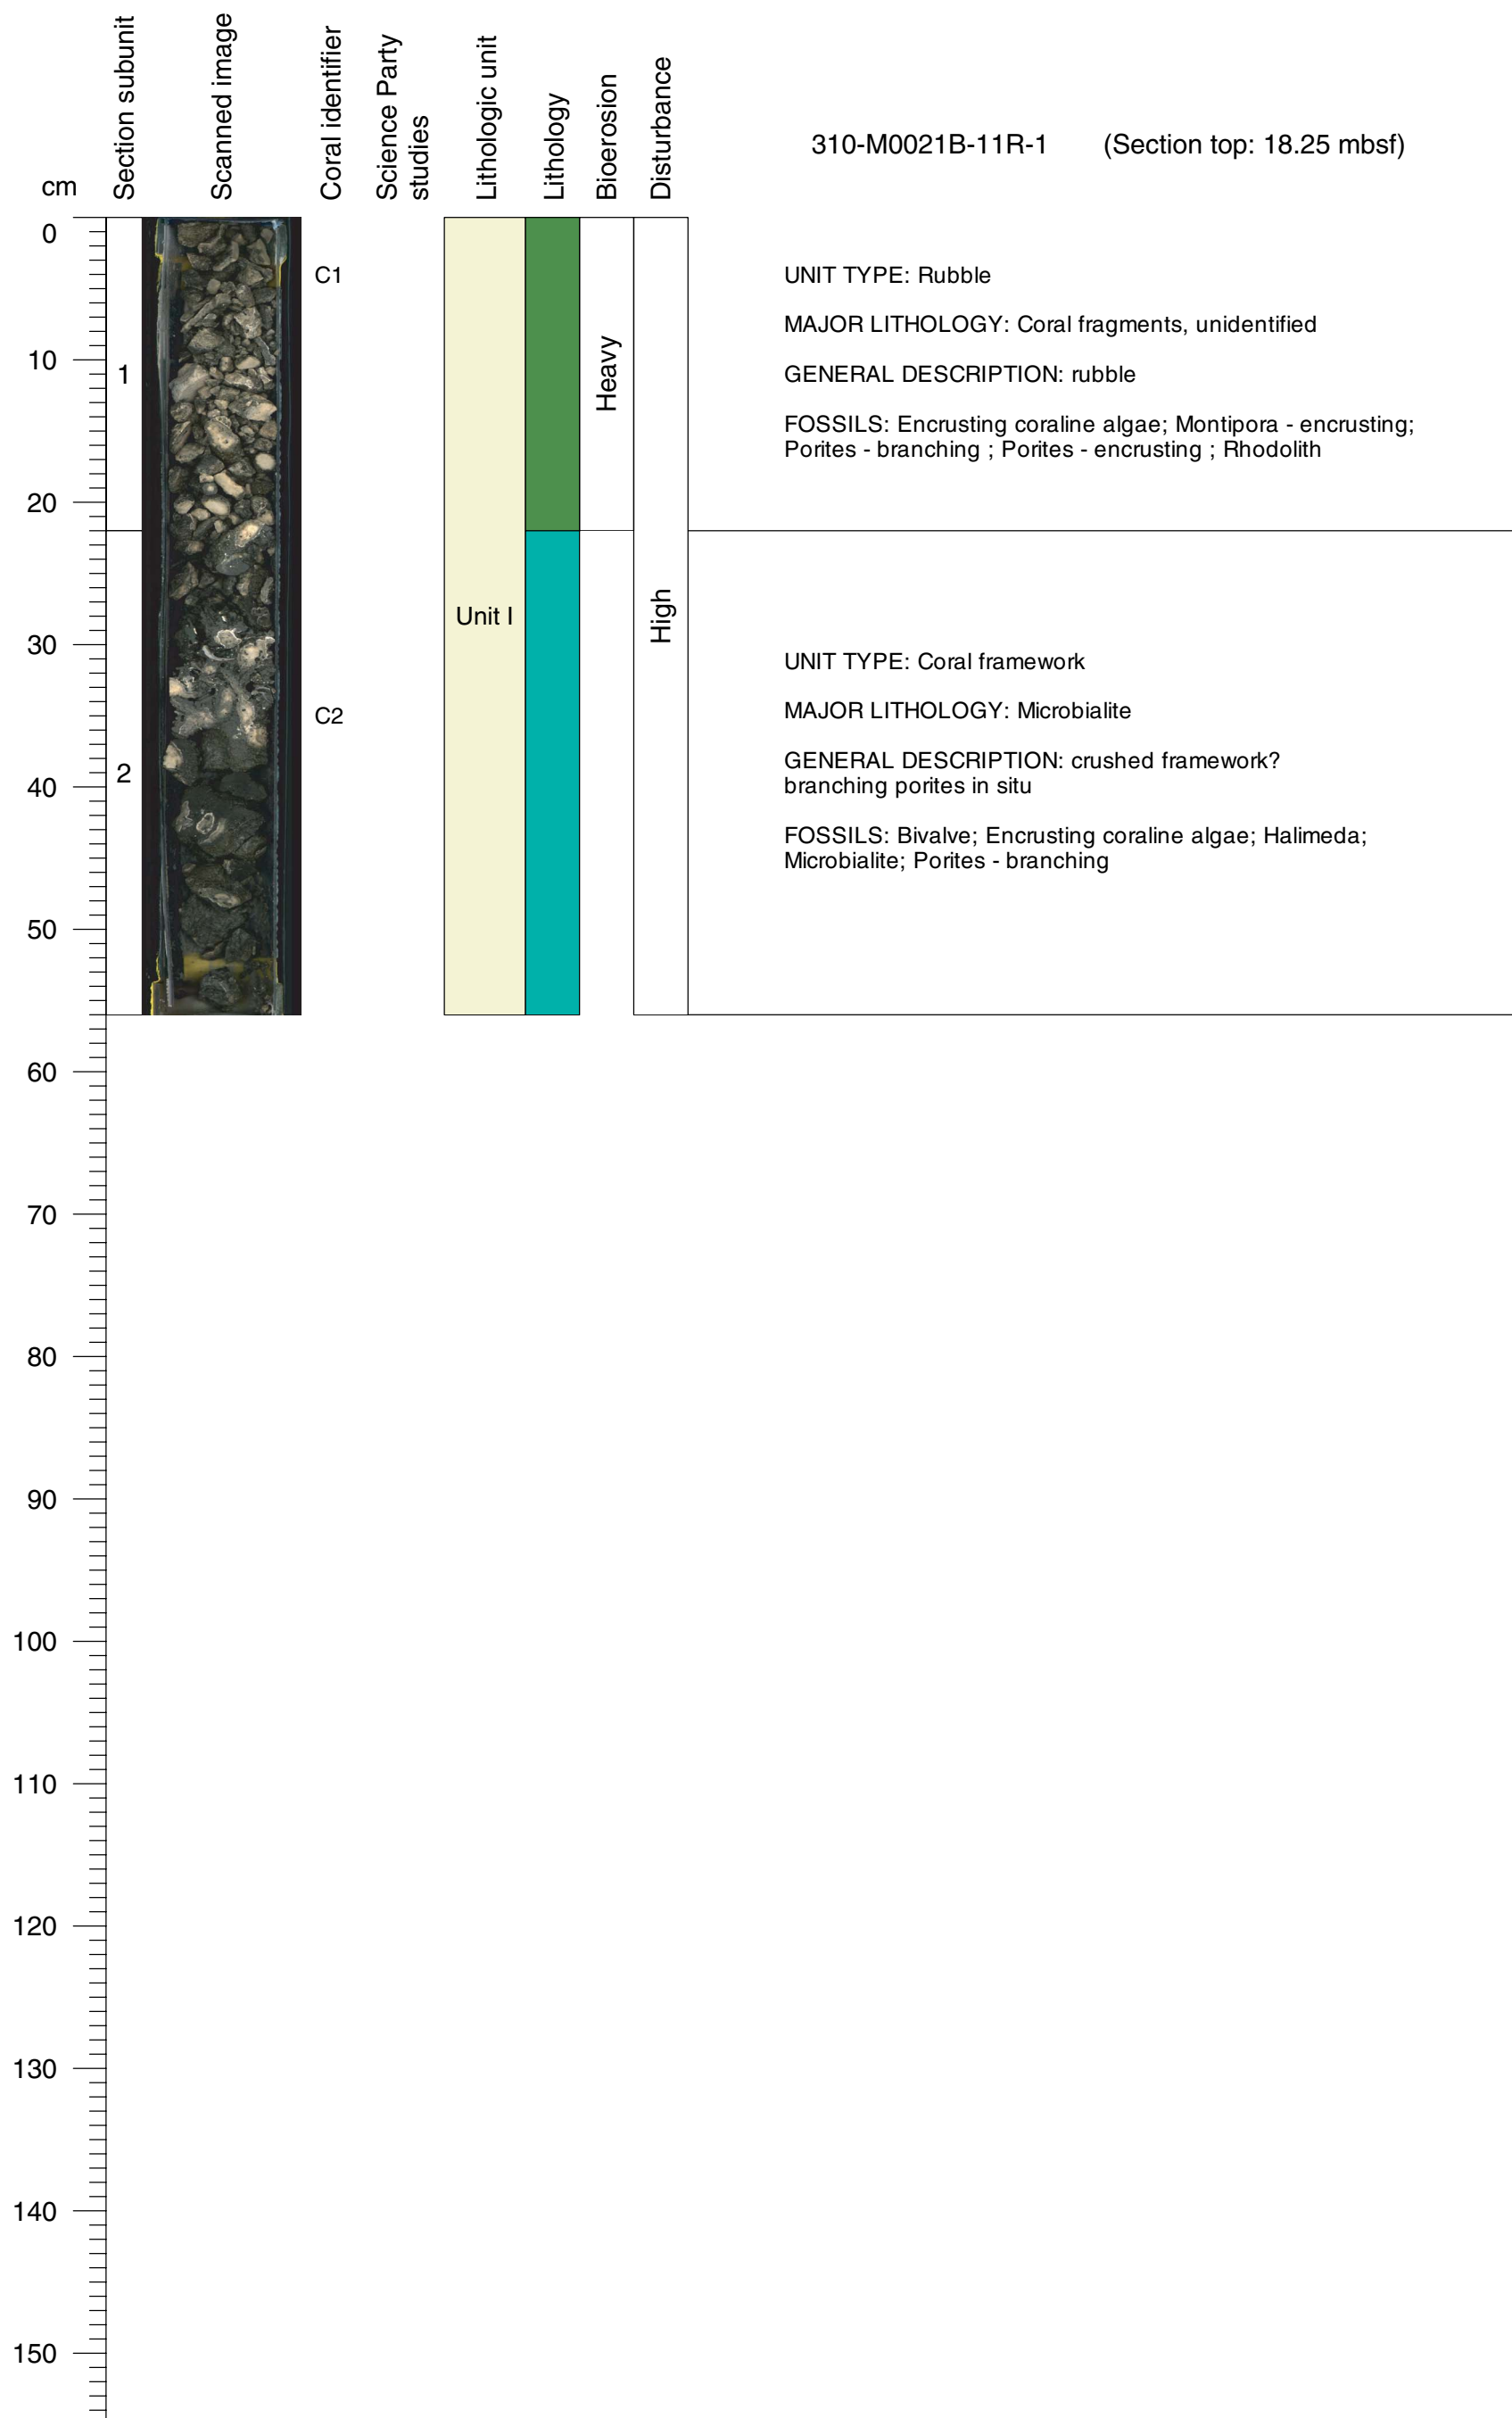 cm
Section subunit
Scanned image
Coral identifier
Science Party
studies
Lithologic unit
Lithology
Bioerosion
Disturbance
310-M0021B-11R-1 (Section top: 18.25 mbsf)
0
10
20
30
40
50
60
70
80
90
100
110
120
130
140
150
1
2
C1
C2
Unit I
Heavy
High
UNIT TYPE: Rubble
MAJOR LITHOLOGY: Coral fragments, unidentified
GENERAL DESCRIPTION: rubble
FOSSILS: Encrusting coraline algae; Montipora - encrusting;
Porites - branching ; Porites - encrusting ; Rhodolith
UNIT TYPE: Coral framework
MAJOR LITHOLOGY: Microbialite
GENERAL DESCRIPTION: crushed framework?
branching porites in situ
FOSSILS: Bivalve; Encrusting coraline algae; Halimeda;
Microbialite; Porites - branching